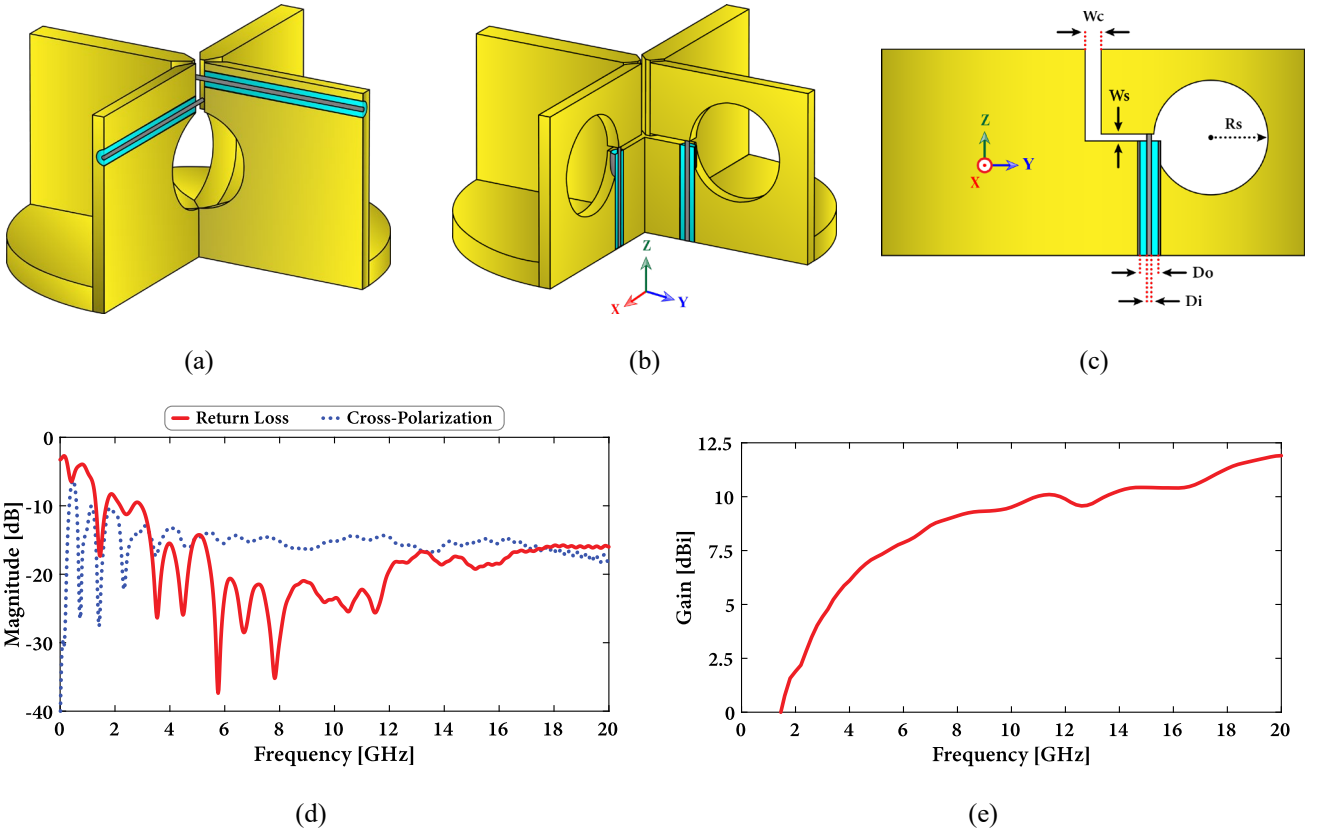 Z
X
Y
Wc
Ws
Rs
Z
Y
X
Do
Di
(a)
(b)
(c)
Return Loss
Cross-Polarization
Magnitude [dB]
0
-10
-20
-30
-40
0 2 4 6 8 10 12 14 16 18 20
Frequency [GHz]
Gain [dBi]
12.5
10
7.5
5
2.5
0
0 2 4 6 8 10 12 14 16 18 20
Frequency [GHz]
(d)
(e)